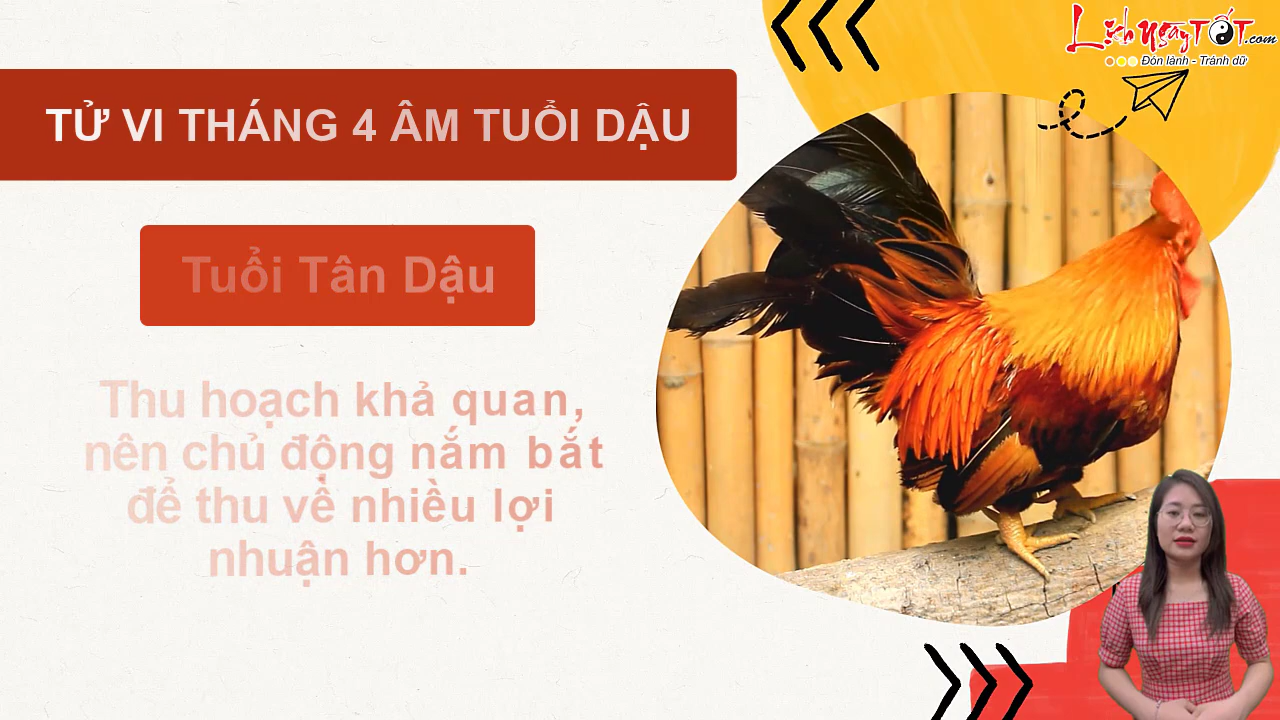 LịchngàyTỐT.com
Đón lành - Tránh dữ
TỬ VI THÁNG 4 ÂM TUỔI DẬU
Tuổi Tân Dậu
Thu hoạch khả quan,
nên chủ động nắm bắt
để thu về nhiều lợi
nhuận hơn.